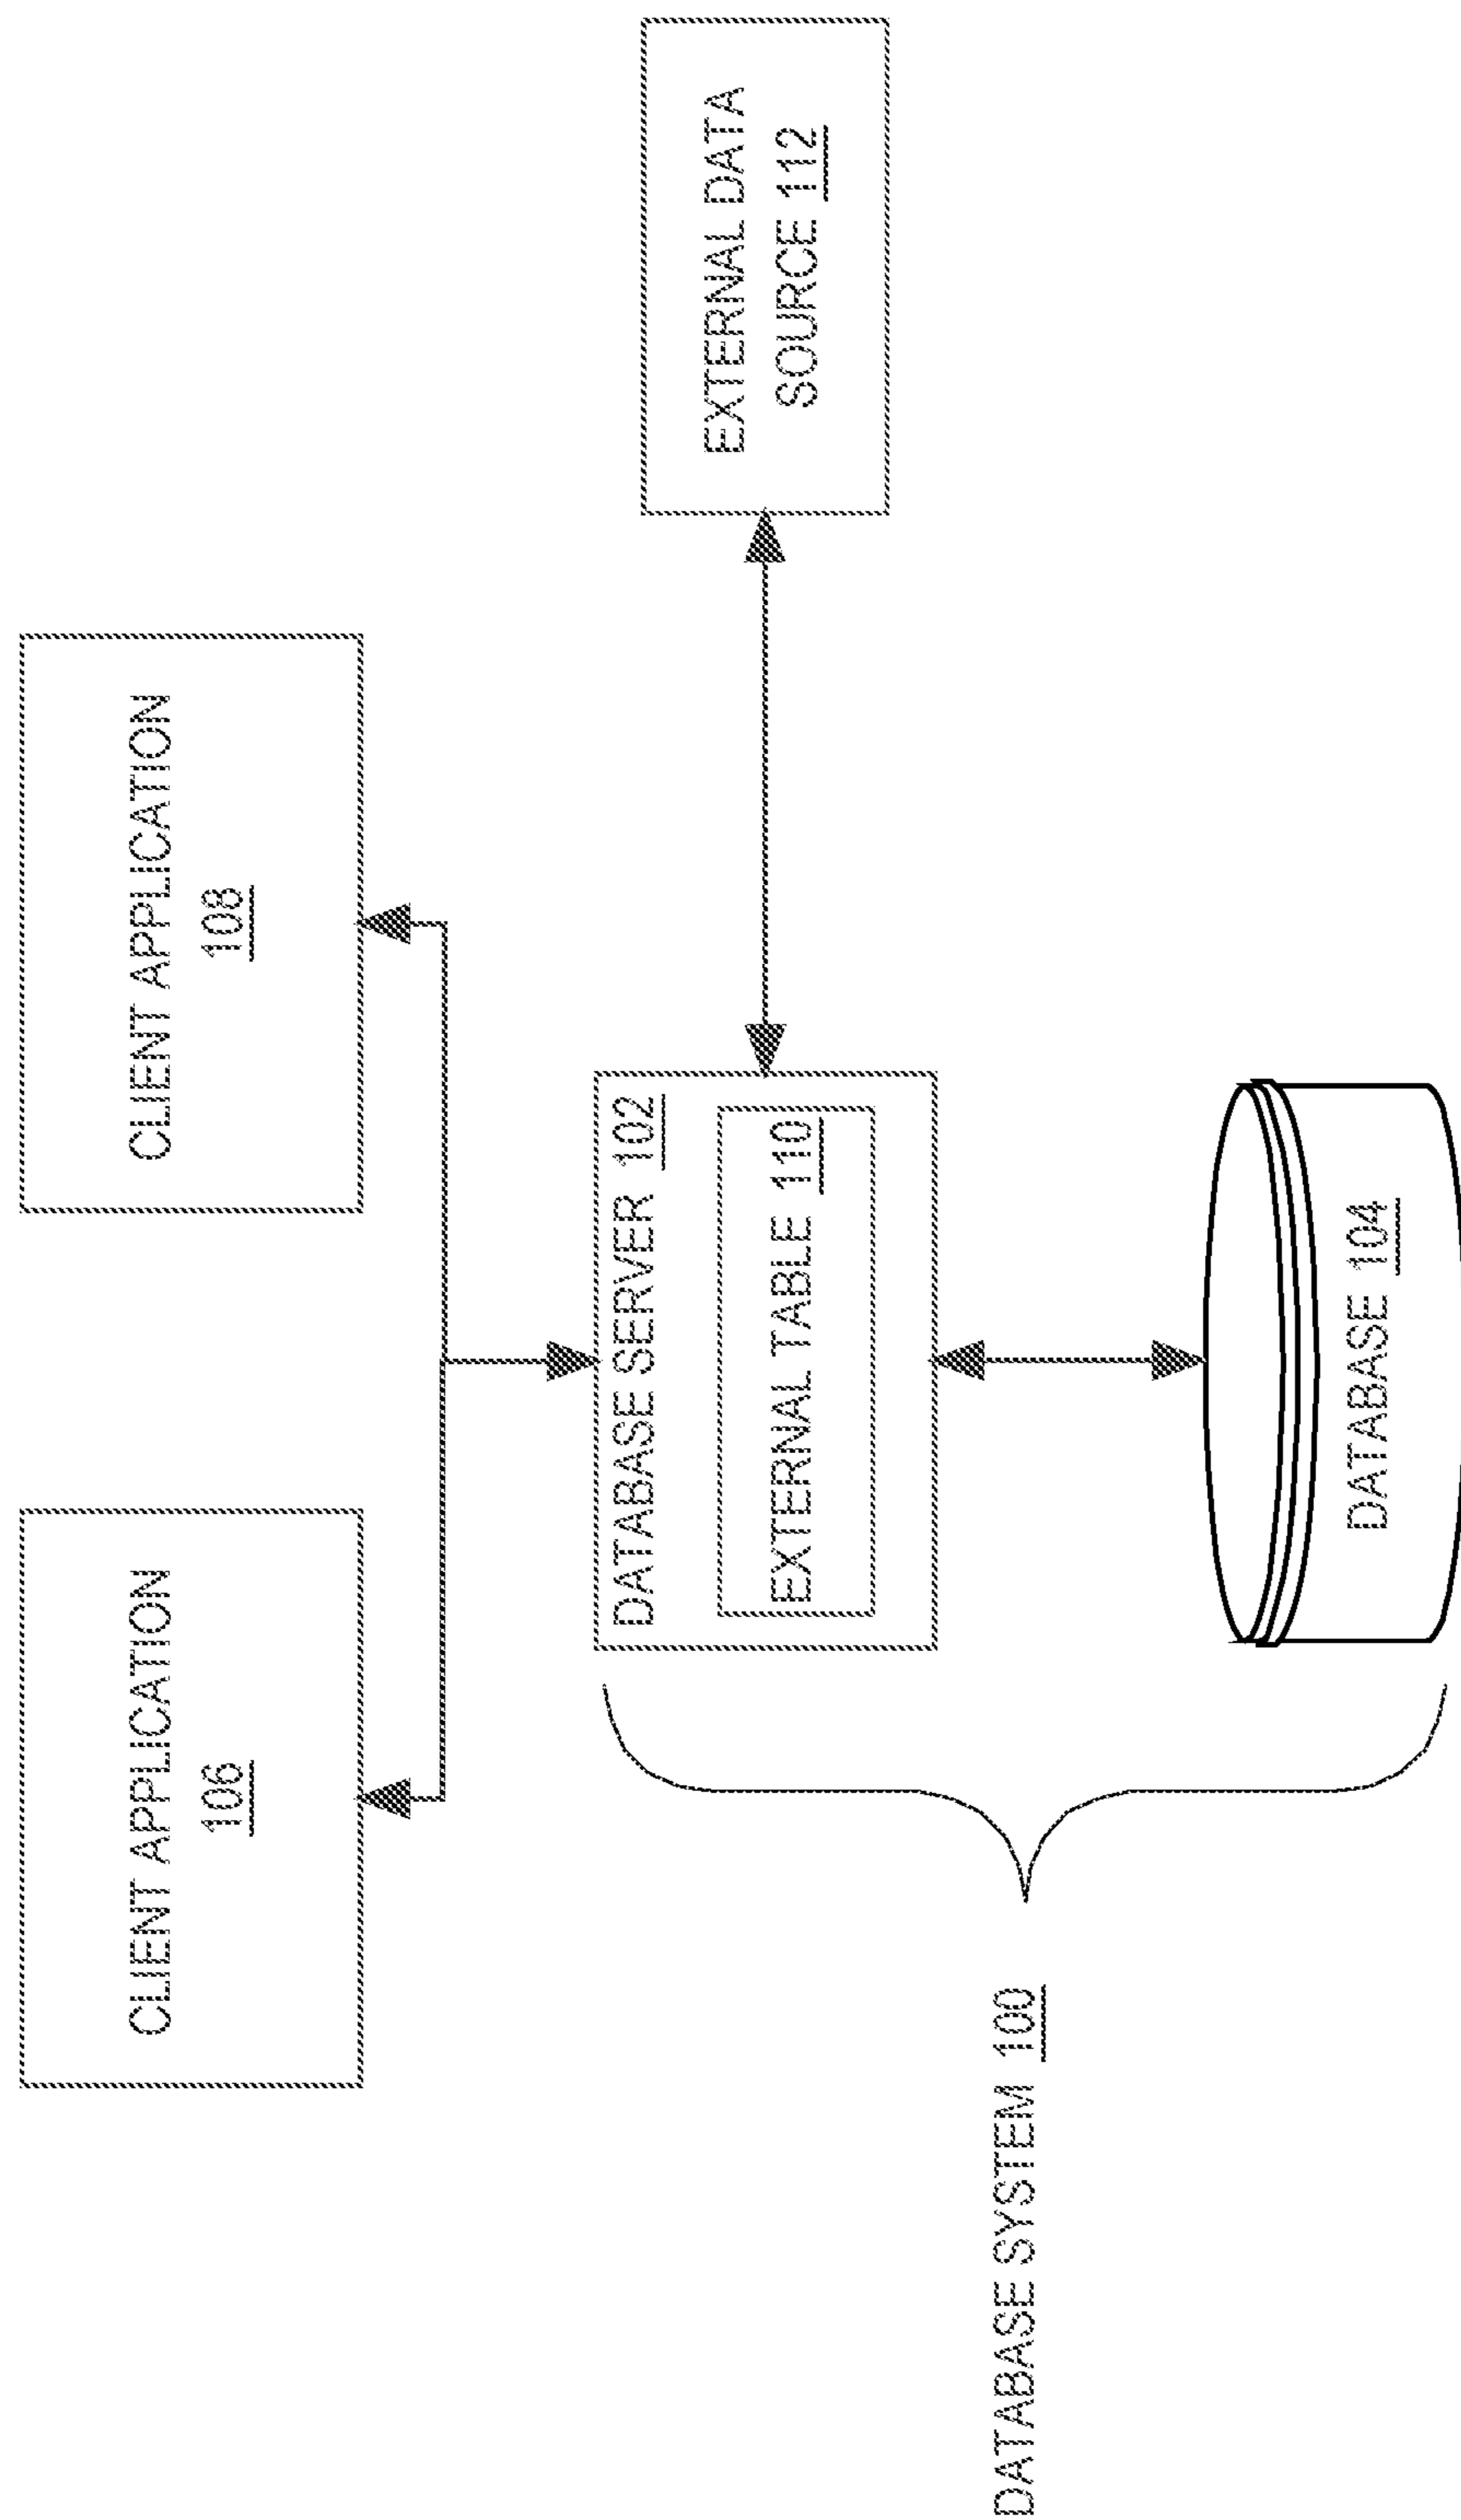 CLIENT APPLICATION
106
CLIENT APPLICATION
108
DATABASE SERVER 102
EXTERNAL TABLE 110
EXTERNAL DATA
SOURCE 112
DATABASE SYSTEM 100
DATABASE 104